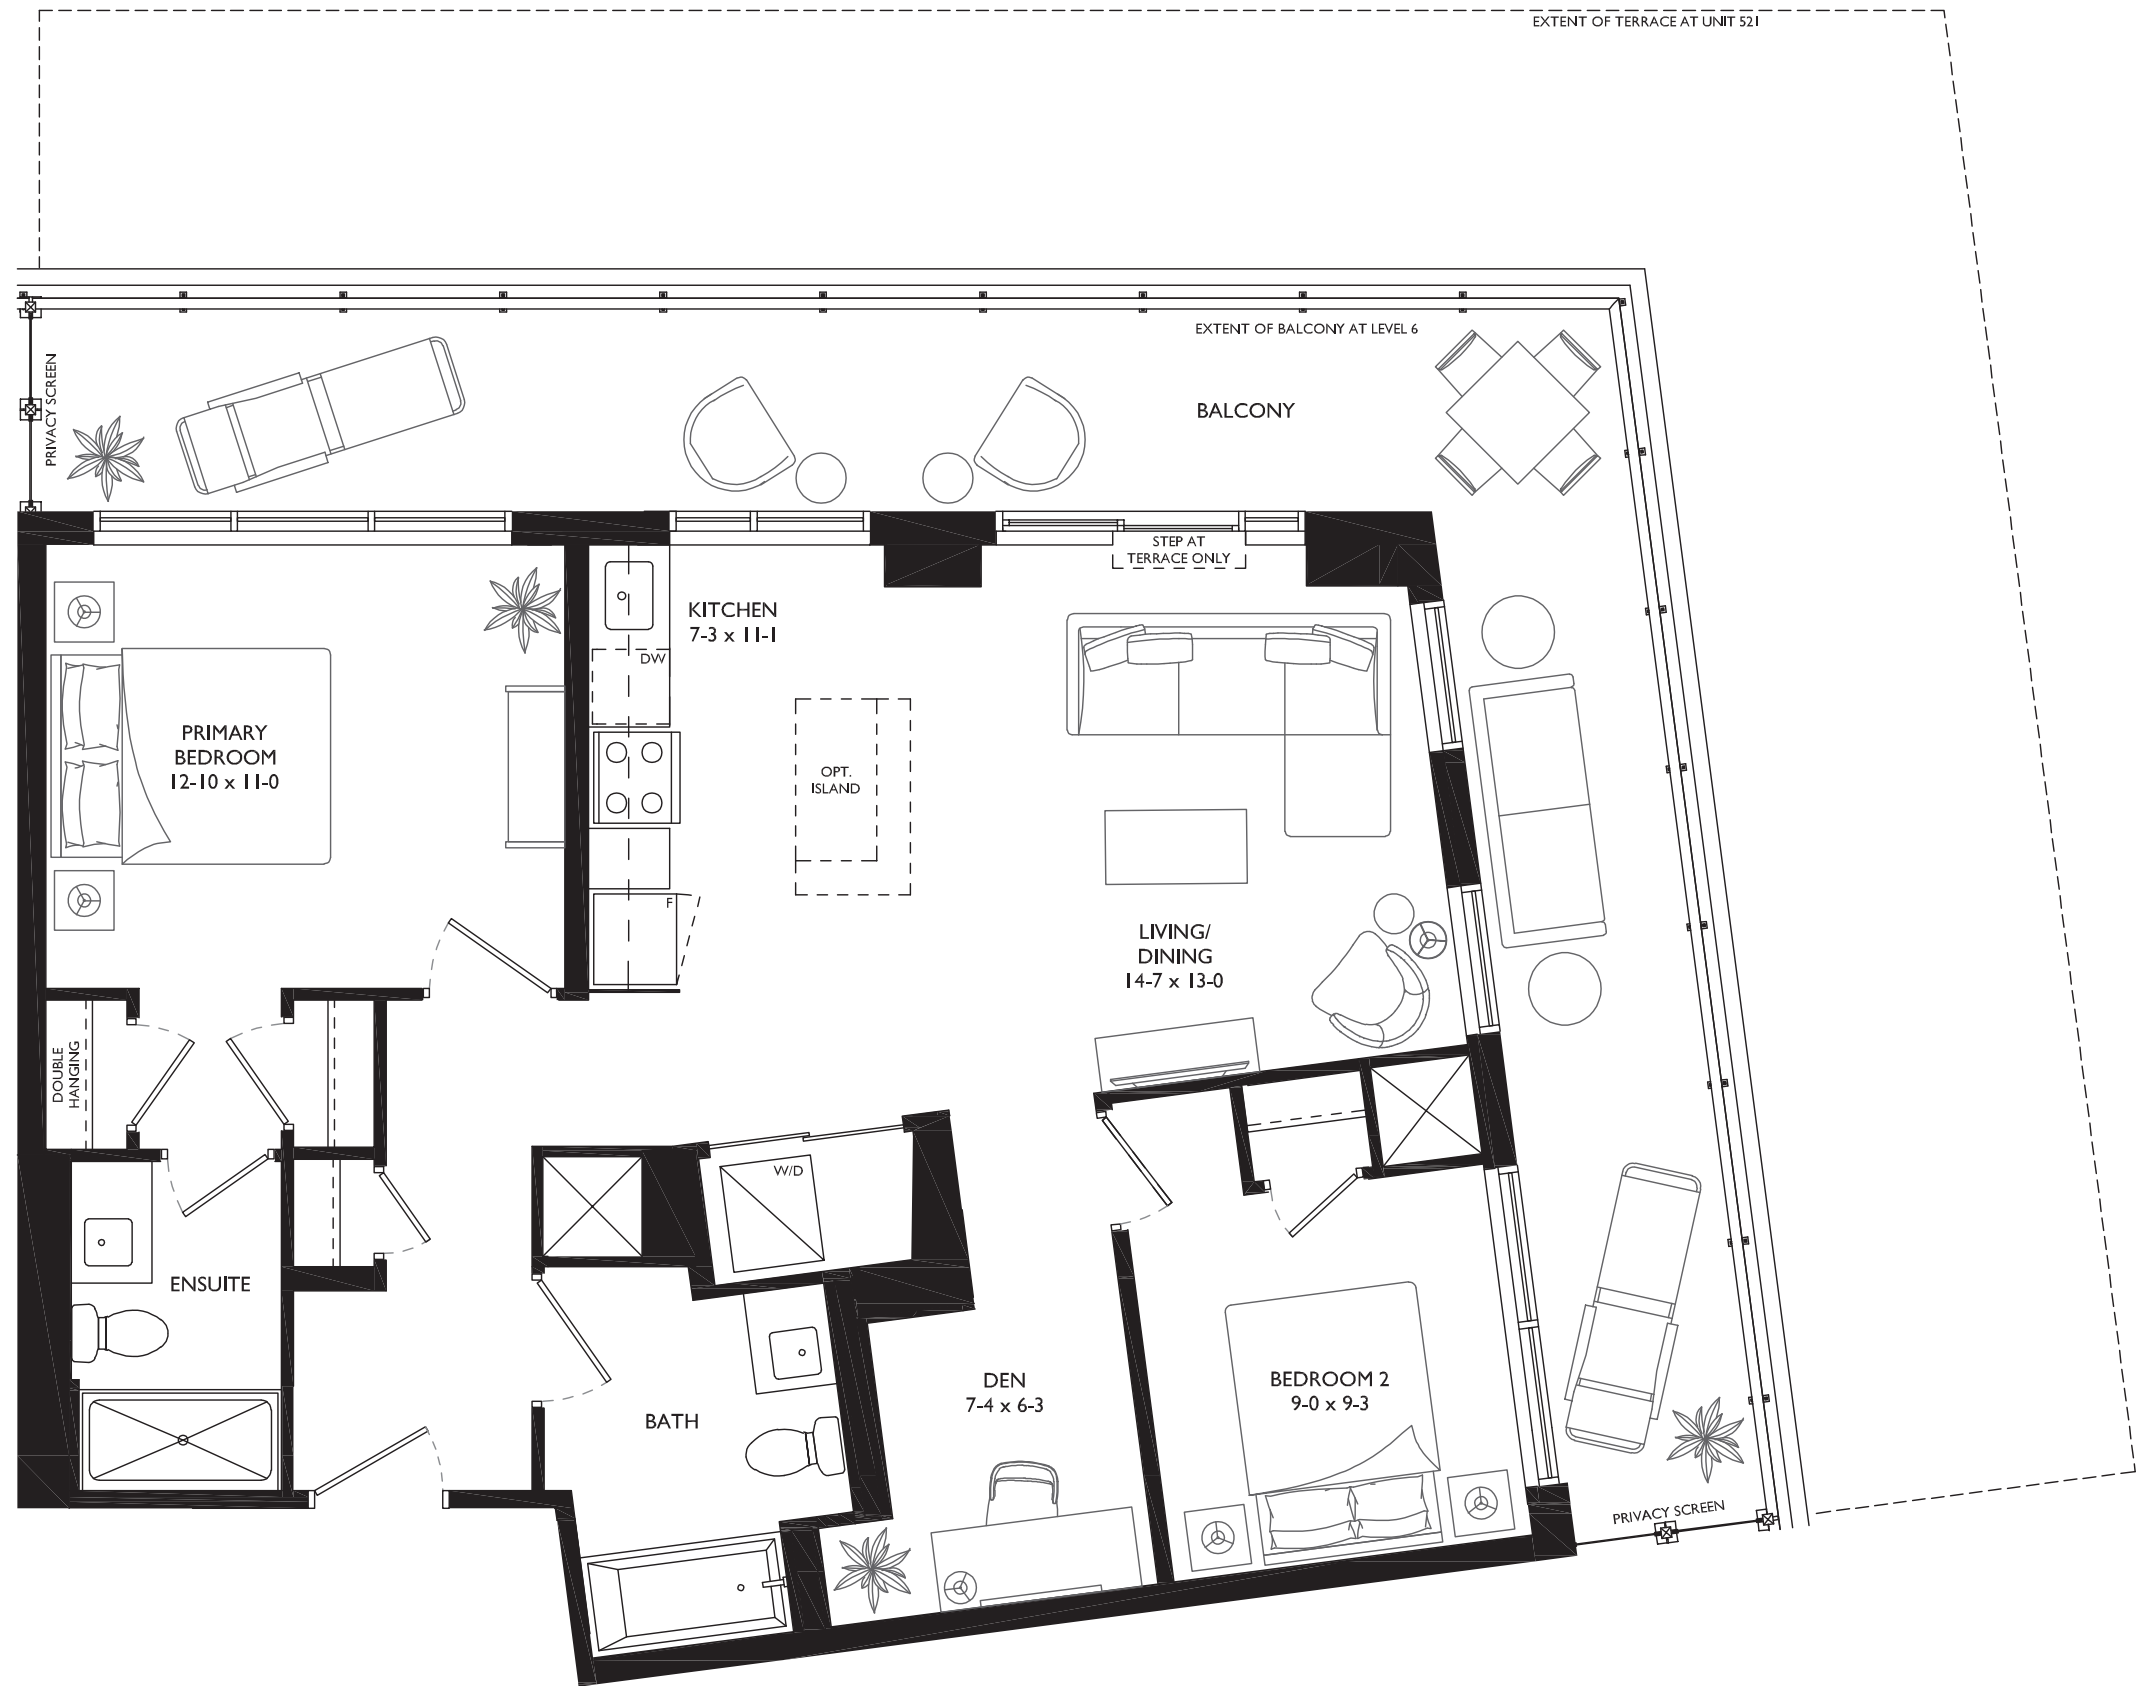 EXTENT OF TERRACE AT UNIT 521
EXTENT OF BALCONY AT LEVEL 6
PRIVACY SCREEN
BALCONY
STEP AT
TERRACE ONLY
KITCHEN
7-3 x 11-1
DW
PRIMARY
BEDROOM
12-10 x 11-0
OPT.
ISLAND
F
LIVING/
DINING
14-7 x 13-0
DOUBLE
HANGING
W/D
ENSUITE
BATH
DEN
7-4 x 6-3
BEDROOM 2
9-0 x 9-3
PRIVACY SCREEN